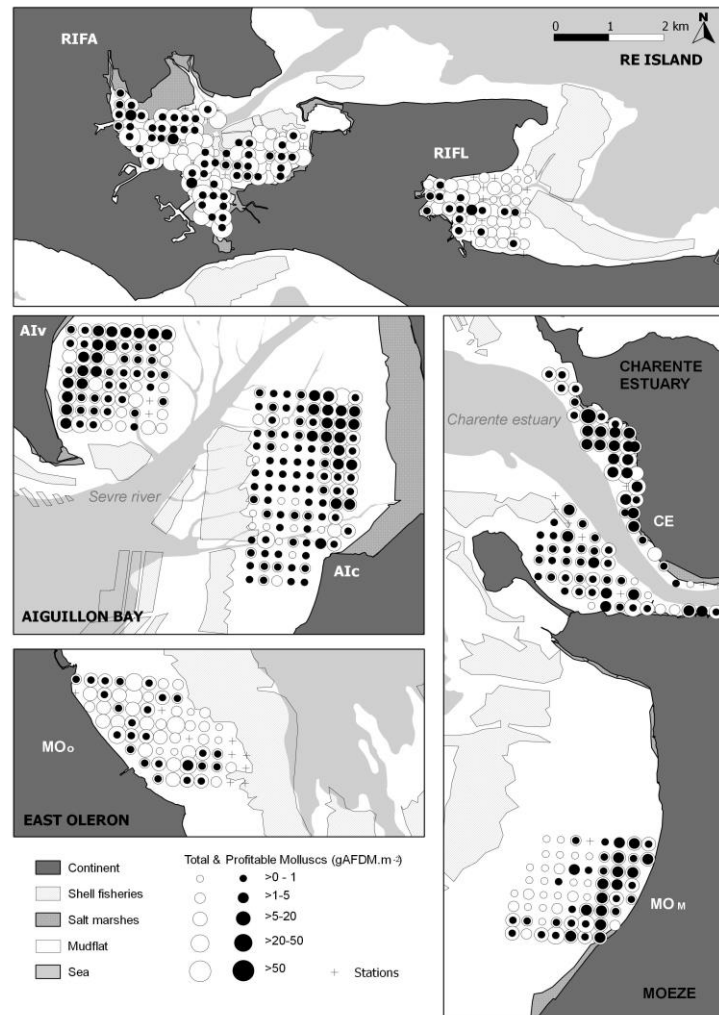 RIFA
0 1 2 km
N
RE ISLAND
RIFL
AIv
Sevre river
AIc
AIGUILLON BAY
CHARENTE
ESTUARY
Charente estuary
CE
MOo
EAST OLERON
MO M
MOEZE
Continent
Shell fisheries
Salt marshes
Mudflat
Sea
Total & Profitable Molluscs (gAFDM.m-2)
>0 - 1
>1-5
>5-20
>20-50
>50
+ Stations